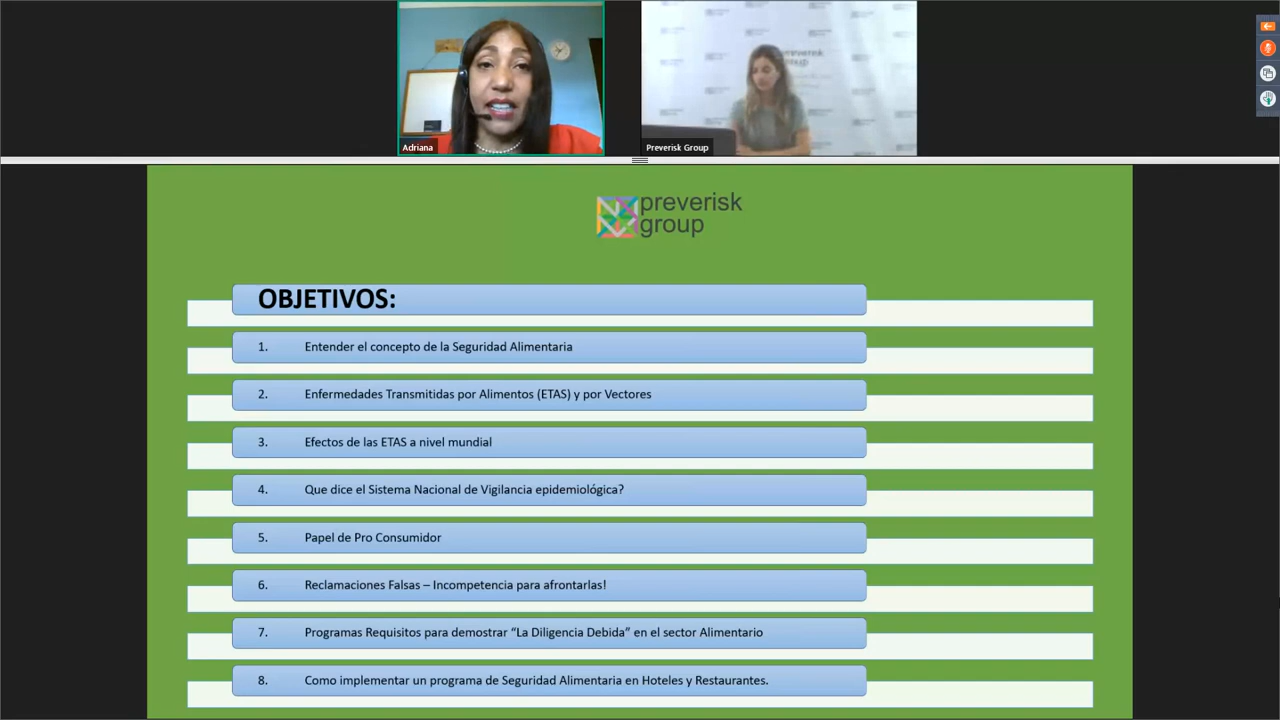 Adriana
Preverisk Group
preverisk
group
OBJETIVOS:
1. Entender el concepto de la Seguridad Alimentaria
2. Enfermedades Transmitidas por Alimentos (ETAS) y por Vectores
3. Efectos de las ETAS a nivel mundial
4. Que dice el Sistema Nacional de Vigilancia epidemiológica?
5. Papel de Pro Consumidor
6. Reclamaciones Falsas – Incompetencia para afrontarlas!
7. Programas Requisitos para demostrar “La Diligencia Debida” en el sector Alimentario
8. Como implementar un programa de Seguridad Alimentaria en Hoteles y Restaurantes.